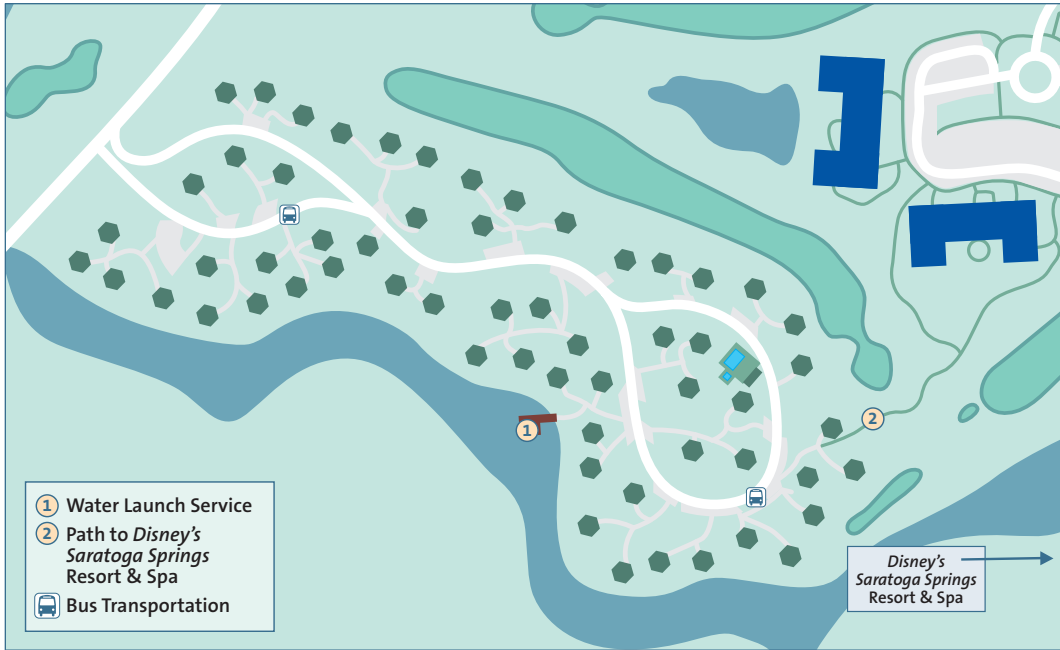 1
2
1 Water Launch Service
2 Path to Disney's
Saratoga Springs
Resort & Spa
Bus Transportation
Disney's
Saratoga Springs
Resort & Spa